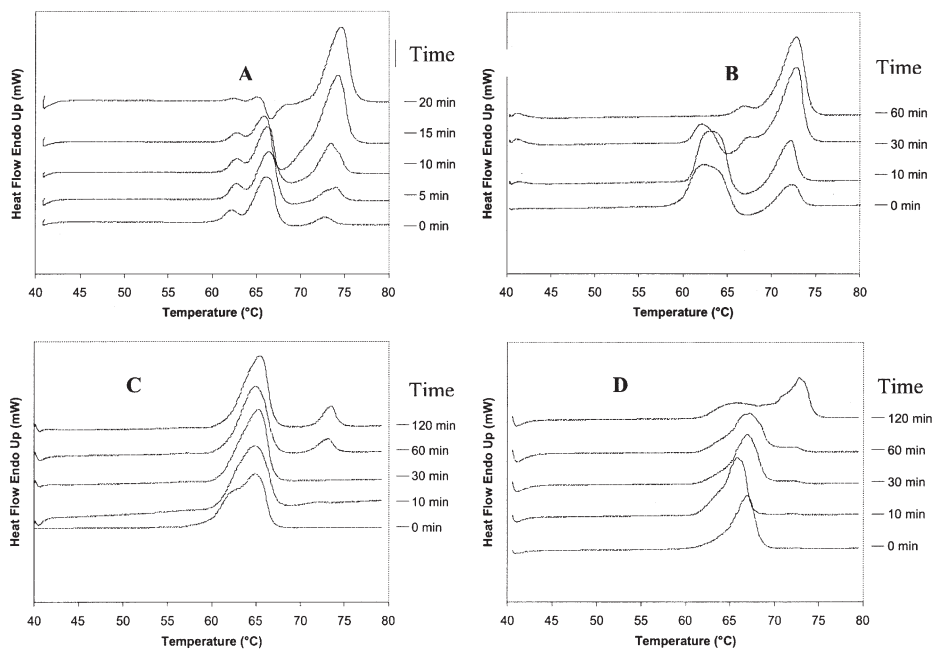 A
Time
20 min
15 min
10 min
5 min
0 min
Heat Flow Endo Up (mW)
40 45 50 55 60 65 70 75 80
Temperature (°C)
B
Time
60 min
30 min
10 min
0 min
Heat Flow Endo Up (mW)
40 45 50 55 60 65 70 75 80
Temperature (°C)
C
Time
120 min
60 min
30 min
10 min
0 min
Heat Flow Endo Up (mW)
40 45 50 55 60 65 70 75 80
Temperature (°C)
D
Time
120 min
60 min
30 min
10 min
0 min
Heat Flow Endo Up (mW)
40 45 50 55 60 65 70 75 80
Temperature (°C)